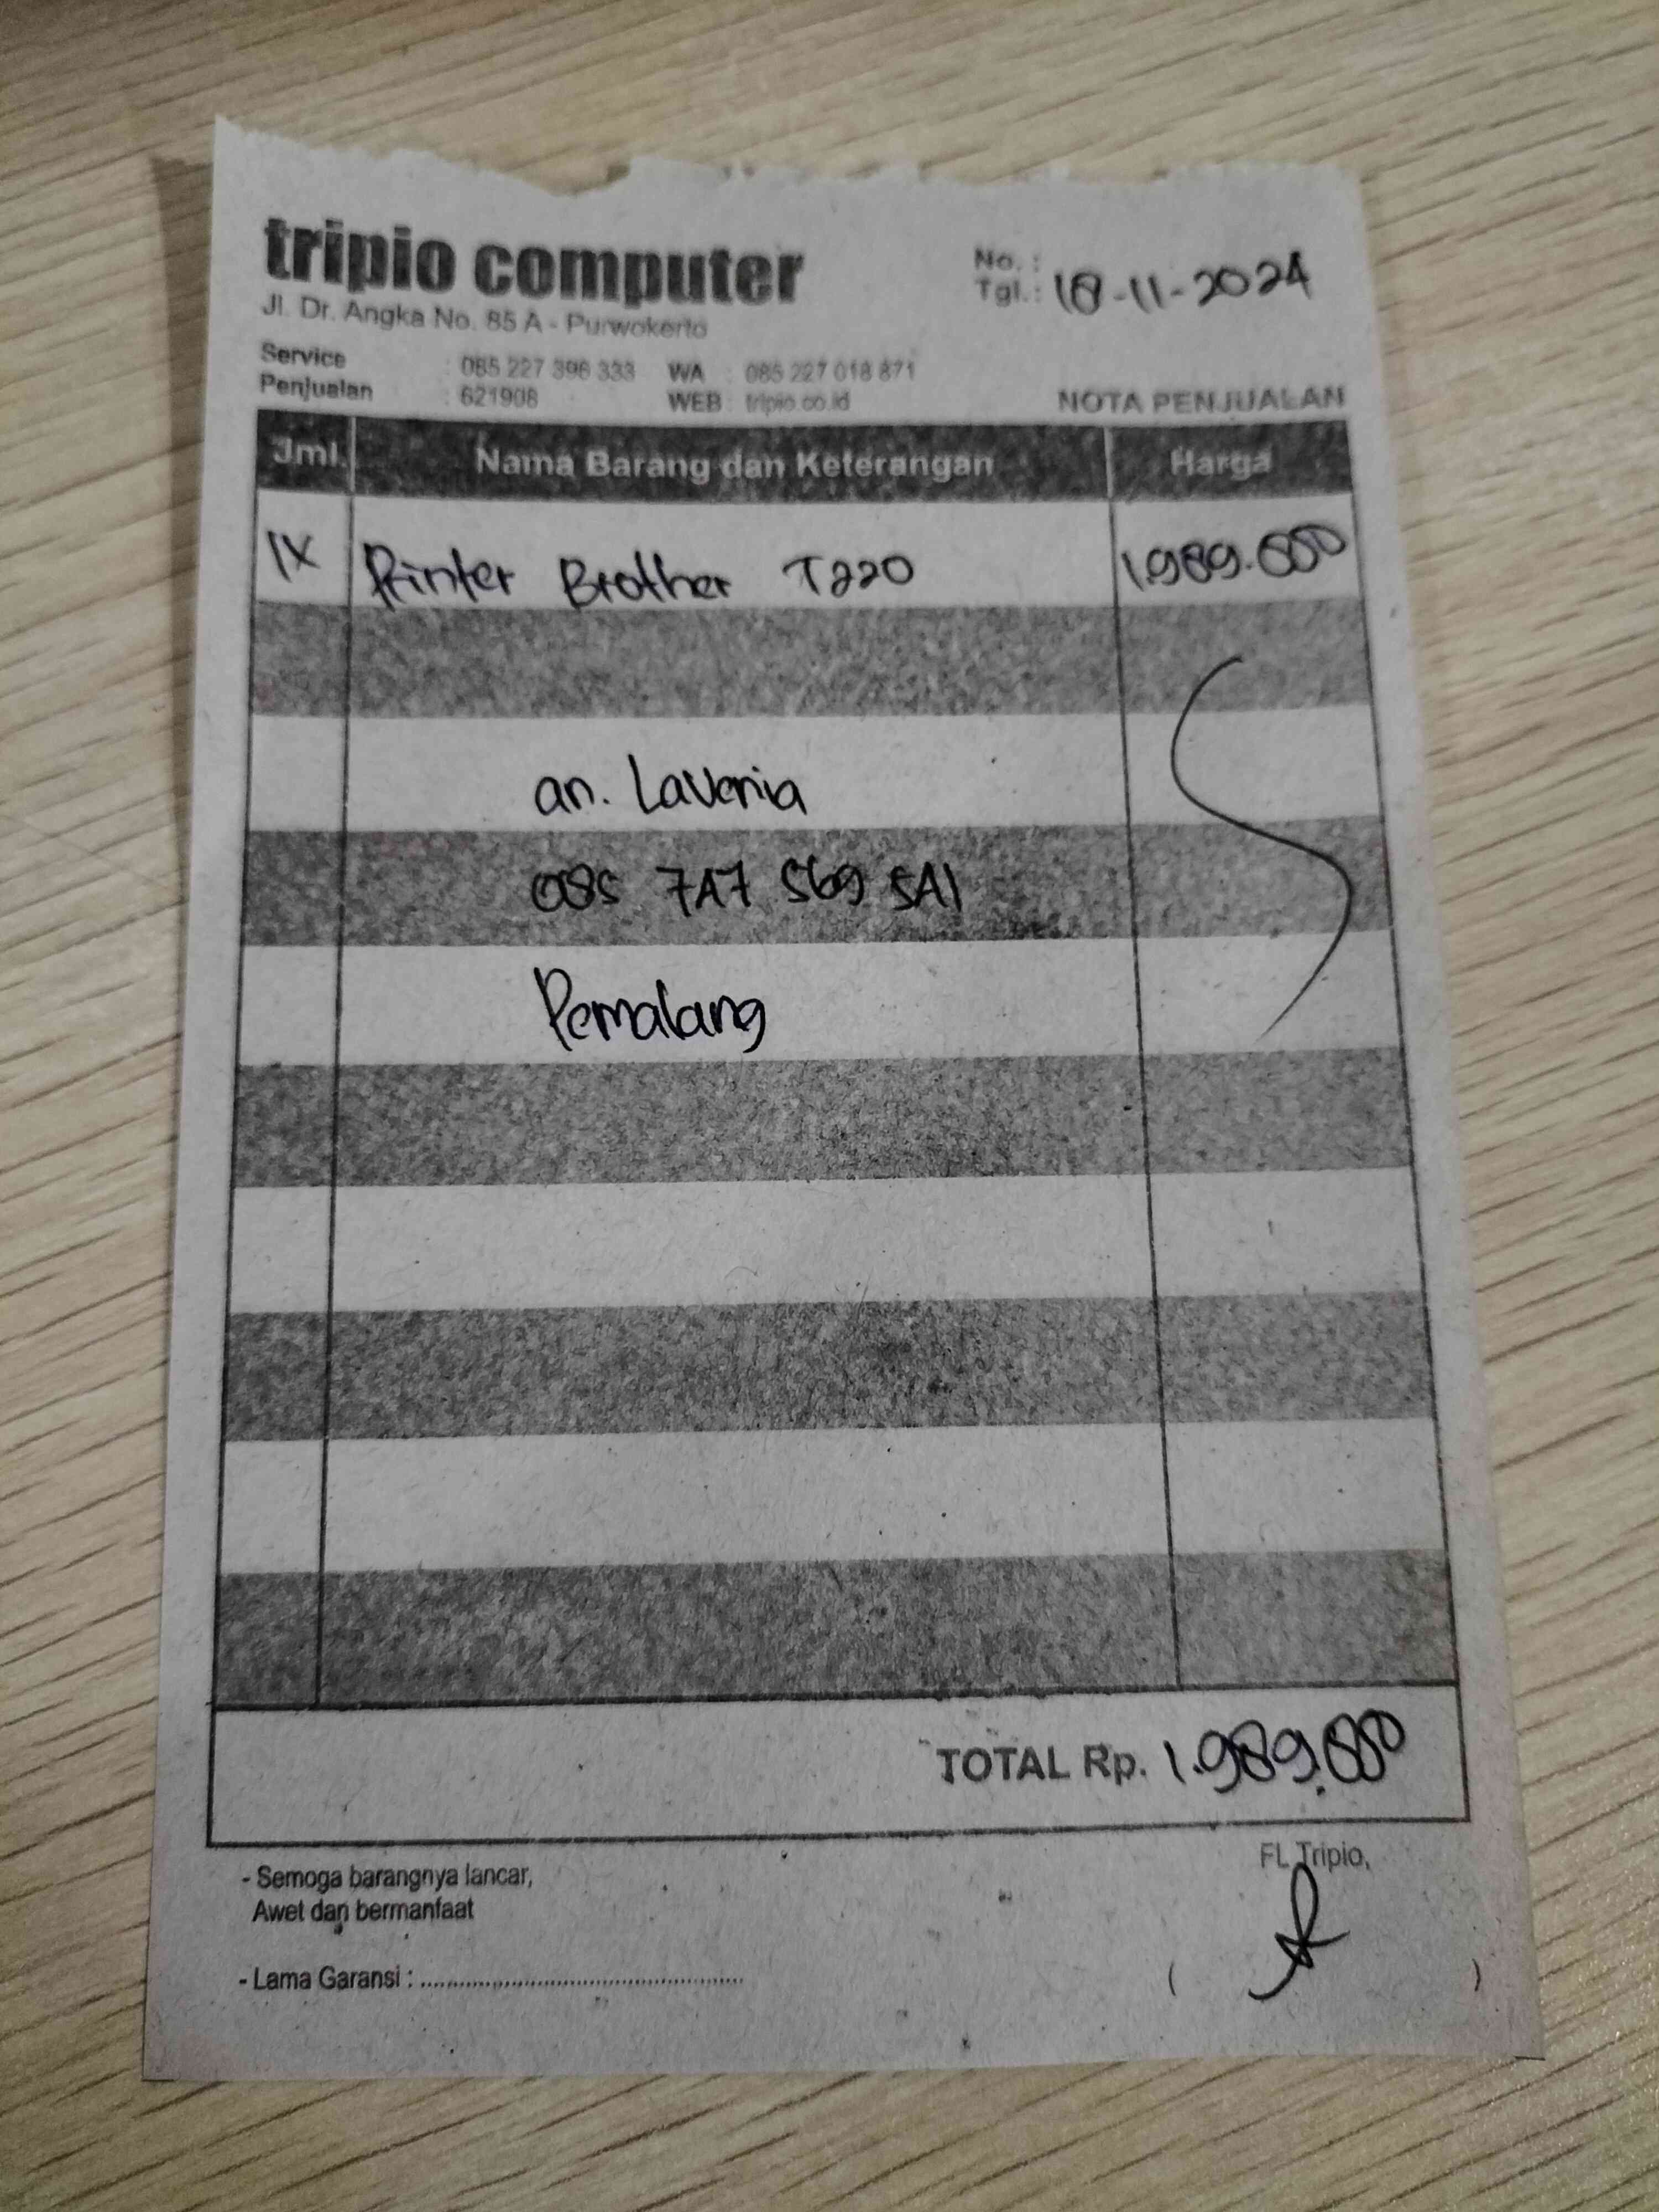 tripio computer
Jl. Dr. Angka No. 85 A - Purwokerto
No. :
Tgl.: 18-11-2024
Service : 085 227 396 333 WA : 085 227 018 871
Penjualan : 621908 WEB : tripio.co.id
NOTA PENJUALAN
Jml. Nama Barang dan Keterangan Harga
1X Printer Brother T220 1.989.000
an. Lavenia
085 747 569 541
Pemalang
TOTAL Rp. 1.989.000
- Semoga barangnya lancar,
Awet dan bermanfaat
FL Tripio,
- Lama Garansi : ................................................
( )